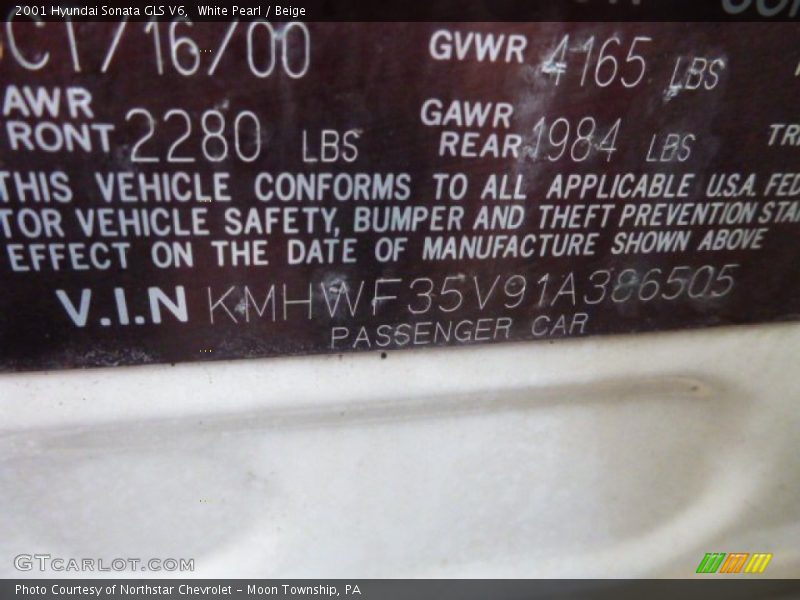 2001 Hyundai Sonata GLS V6,  White Pearl / Beige
CT/16/00 GVWR 4165 LBS
AWR GAWR
RONT 2280 LBS REAR 1984 LBS TR
THIS VEHICLE CONFORMS TO ALL APPLICABLE U.S.A. FED
TOR VEHICLE SAFETY, BUMPER AND THEFT PREVENTION STA
EFFECT ON THE DATE OF MANUFACTURE SHOWN ABOVE
V.I.N KMHWF35V91A386505
PASSENGER CAR
GTCARLOT.COM
Photo Courtesy of Northstar Chevrolet - Moon Township, PA